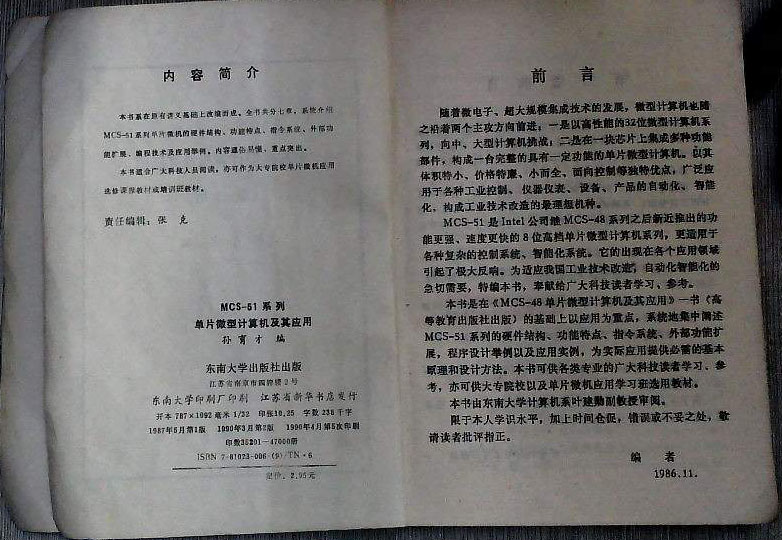 内容简介
本书系在原有讲义基础上改编而成。全书共分七章，系统介绍
MCS-51系列单片微机的硬件结构、功能特点、指令系统、外部功
能扩展、编程技术及应用举例。内容通俗易懂、重点突出。
本书适合广大科技人员阅读，亦可作为大专院校单片微机应用
选修课程教材或培训班教材。
责任编辑：张 克
MCS-51系列
单片微型计算机及其应用
孙育才 编
东南大学出版社出版
江苏省南京市四牌楼2号
东南大学印刷厂印刷 江苏省新华书店发行
开本 787×1092毫米 1/32 印张10.25 字数 238千字
1987年5月第1版 1990年3月第2版 1990年4月第5次印刷
印数35201—47000册
ISBN 7-81023-006-(9)/TN·6
定价：2.95元
前言
随着微电子、超大规模集成技术的发展，微型计算机也随
之沿着两个主攻方向前进：一是以高性能的32位微型计算机系
列，向中、大型计算机挑战；二是在一块芯片上集成多种功能
部件，构成一台完整的具有一定功能的单片微型计算机。以其
体积特小、价格特廉、小而全、面向控制等独特优点，广泛应
用于各种工业控制、仪器仪表、设备、产品的自动化、智能
化、构成工业技术改造的最理想机种。
MCS-51是Intel公司继MCS-48系列之后新近推出的功
能更强、速度更快的8位高档单片微型计算机系列，更适用于
各种复杂的控制系统、智能化系统。它的出现在各个应用领域
引起了极大反响。为适应我国工业技术改造，自动化智能化的
急切需要，特编本书，奉献给广大科技读者学习、参考。
本书是在《MCS-48单片微型计算机及其应用》一书（高
等教育出版社出版）的基础上以应用为重点，系统地集中阐述
MCS-51系列的硬件结构、功能特点、指令系统、外部功能扩
展，程序设计举例以及应用实例，为实际应用提供必需的基本
原理和设计方法。本书可供各类专业的广大科技读者学习、参
考，亦可供大专院校以及单片微机应用学习班选用教材。
本书由东南大学计算机系叶建勋副教授审阅。
限于本人学识水平，加上时间仓促，错误或不妥之处，敬
请读者批评指正。
编 者
1986.11.